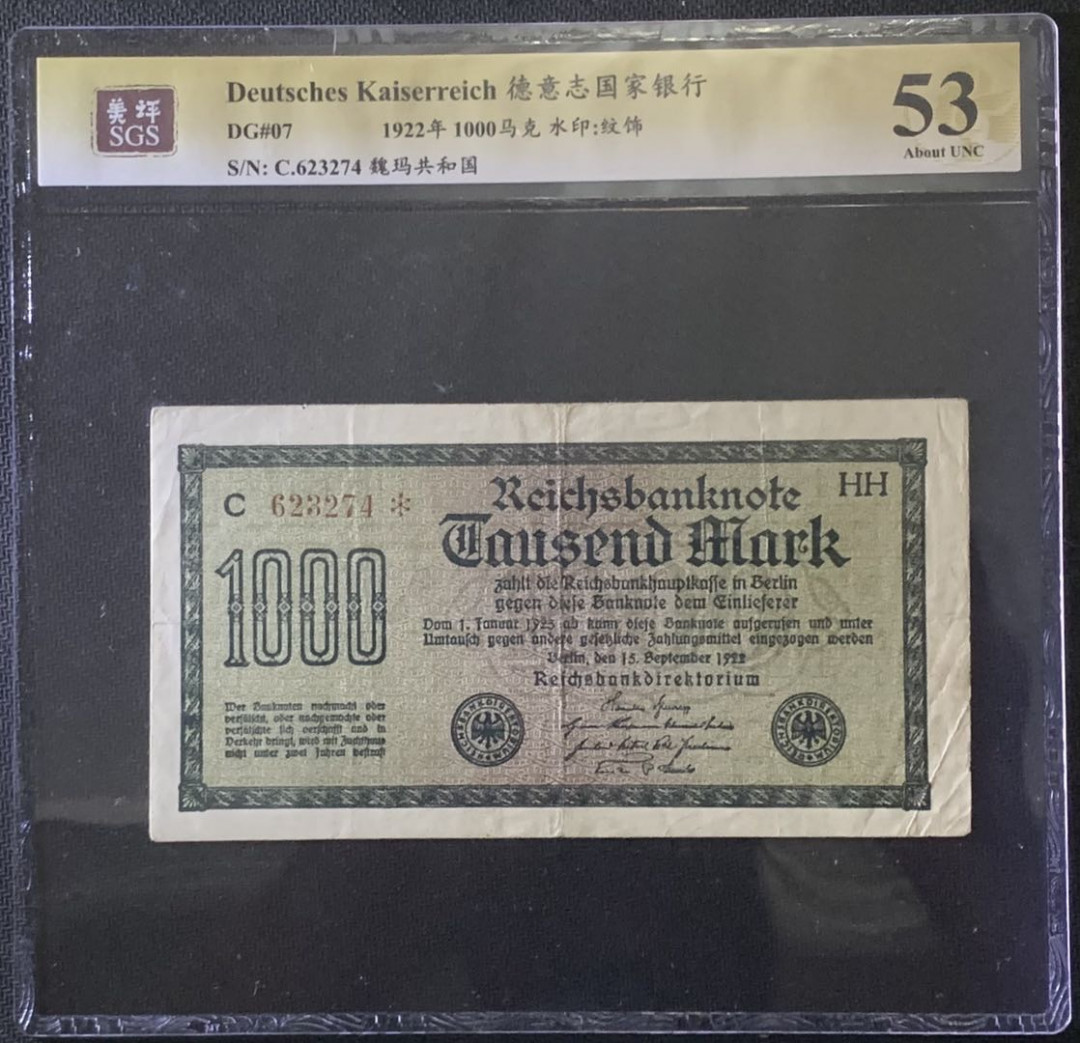 美评
SGS
Deutsches Kaiserreich 德意志国家银行
DG#07 1922年 1000马克 水印:纹饰
S/N: C.623274 魏玛共和国
53
About UNC
C 623274 *
HH
1000
Reichsbanknote
Tausend Mark
zahlt die Reichsbankhauptkasse in Berlin
gegen diese Banknote dem Einlieferer
Vom 1. Januar 1923 ab kann diese Banknote aufgerufen und unter
Umtausch gegen andere gesetzliche Zahlungsmittel eingezogen werden
Berlin, den 15. September 1922
Reichsbankdirektorium
Wer Banknoten nachmacht oder
verfälscht, oder nachgemachte oder
verfälschte sich verschafft und in
Verkehr bringt, wird mit Zuchthaus
nicht unter zwei Jahren bestraft
REICHSBANKDIREKTORIUM
REICHSBANKDIREKTORIUM